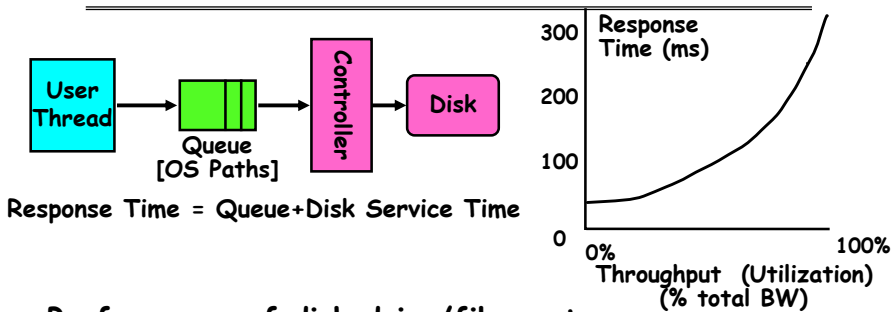 User
Thread
Queue
[OS Paths]
Controller
Disk
Response Time = Queue+Disk Service Time
Response
Time (ms)
300
200
100
0
0%
100%
Throughput (Utilization)
(% total BW)